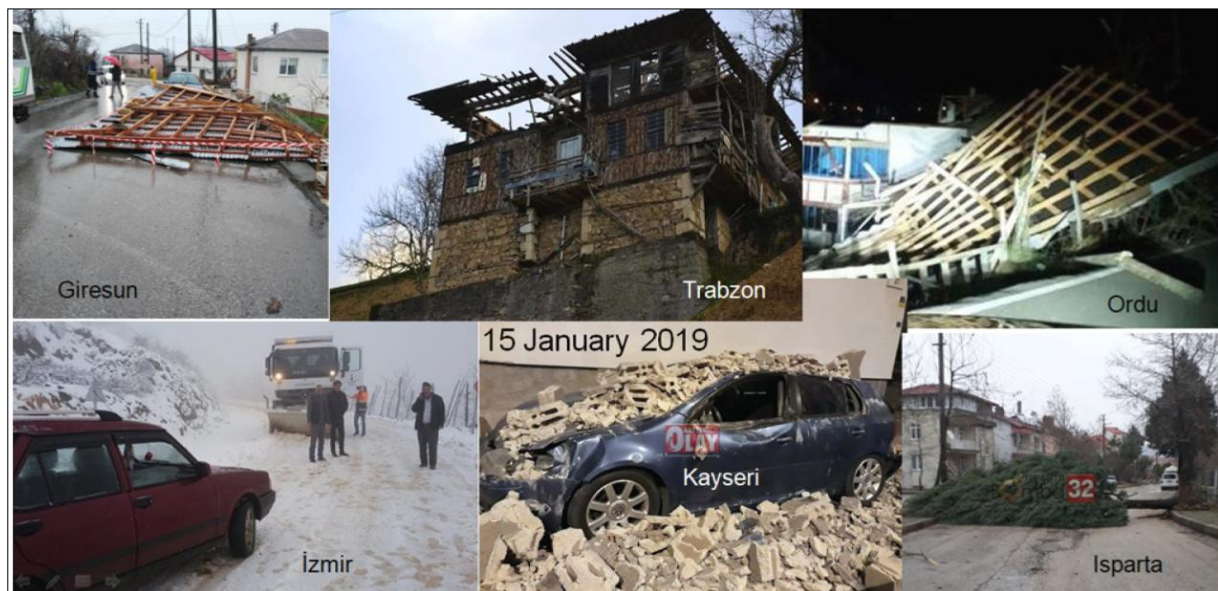 Giresun
Trabzon
Ordu
15 January 2019
İzmir
OLAY
Kayseri
32
Isparta